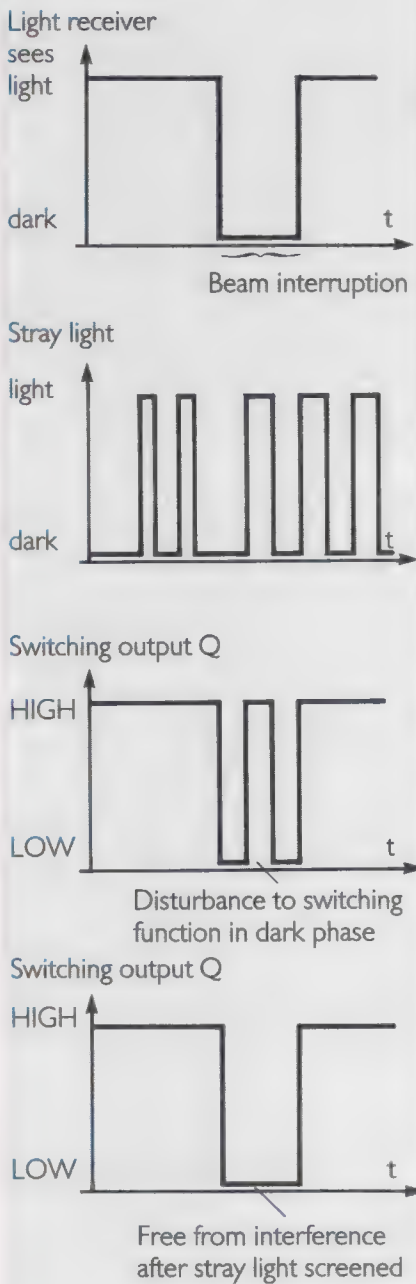 Light receiver
sees
light
dark
t
Beam interruption
Stray light
light
dark
t
Switching output Q
HIGH
LOW
t
Disturbance to switching
function in dark phase
Switching output Q
HIGH
LOW
t
Free from interference
after stray light screened